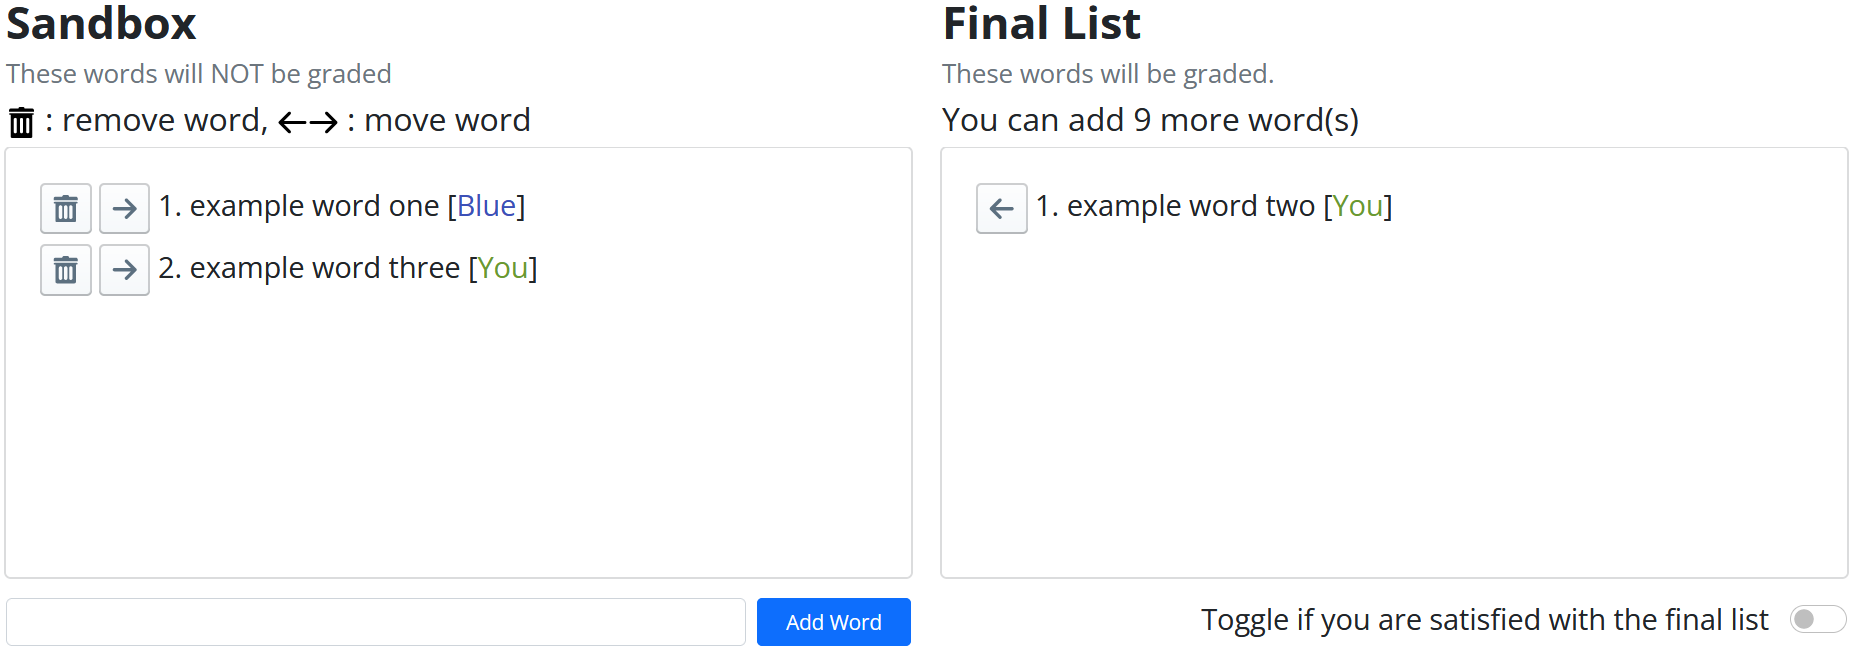 Sandbox
These words will NOT be graded
: remove word, ←→ : move word
1. example word one [Blue]
2. example word three [You]
Add Word
Final List
These words will be graded.
You can add 9 more word(s)
1. example word two [You]
Toggle if you are satisfied with the final list